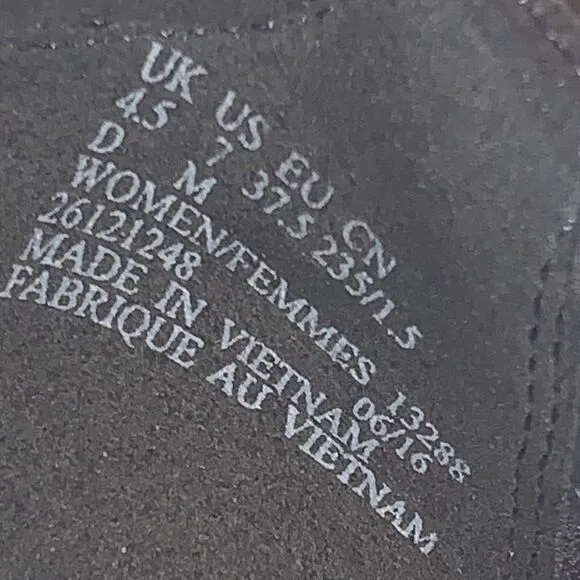 UK US EU CN
4.5 7 37.5 235/1.5
D M
WOMEN/FEMMES 13288
26121248 06/16
MADE IN VIETNAM
FABRIQUE AU VIETNAM